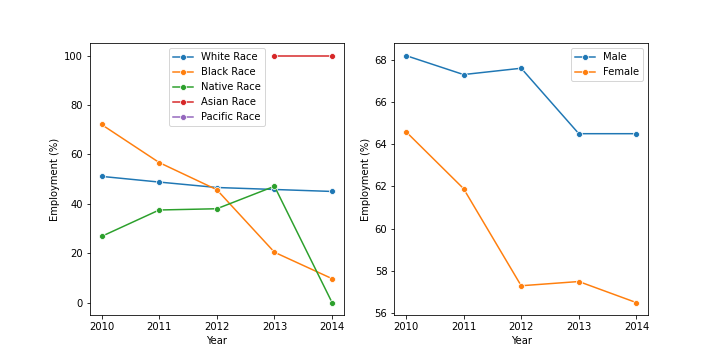 White Race
Black Race
Native Race
Asian Race
Pacific Race
100
80
60
40
20
0
Employment (%)
2010 2011 2012 2013 2014
Year
Male
Female
68
66
64
62
60
58
56
Employment (%)
2010 2011 2012 2013 2014
Year